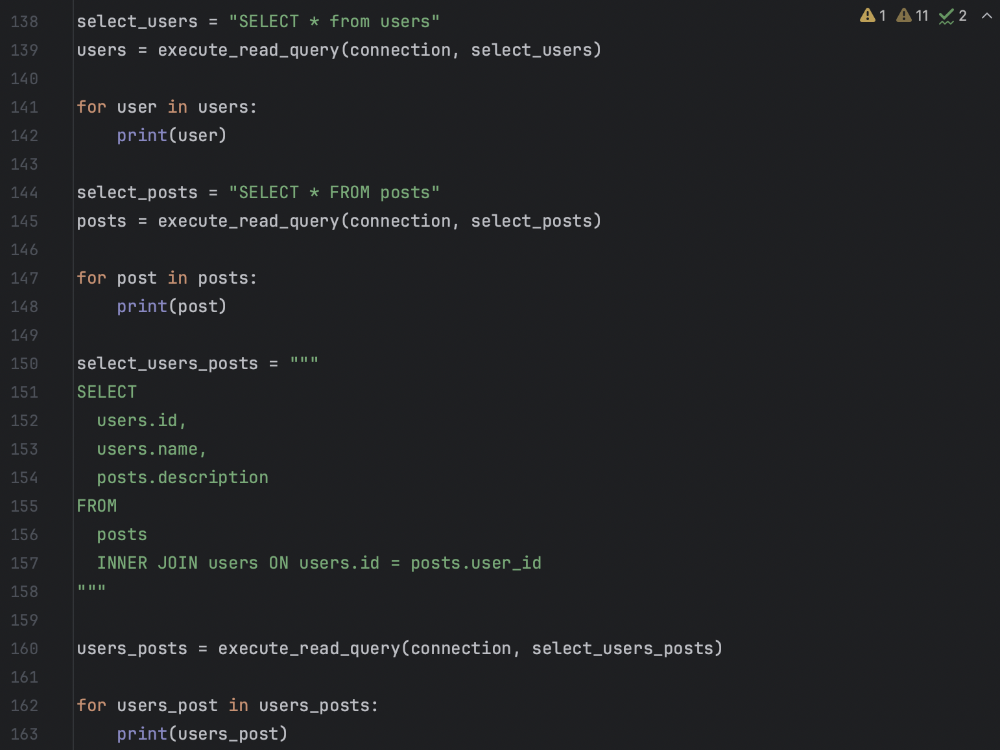 1 11 2
138 select_users = "SELECT * from users"
139 users = execute_read_query(connection, select_users)
140
141 for user in users:
142     print(user)
143
144 select_posts = "SELECT * FROM posts"
145 posts = execute_read_query(connection, select_posts)
146
147 for post in posts:
148     print(post)
149
150 select_users_posts = """
151 SELECT
152   users.id,
153   users.name,
154   posts.description
155 FROM
156   posts
157   INNER JOIN users ON users.id = posts.user_id
158 """
159
160 users_posts = execute_read_query(connection, select_users_posts)
161
162 for users_post in users_posts:
163     print(users_post)